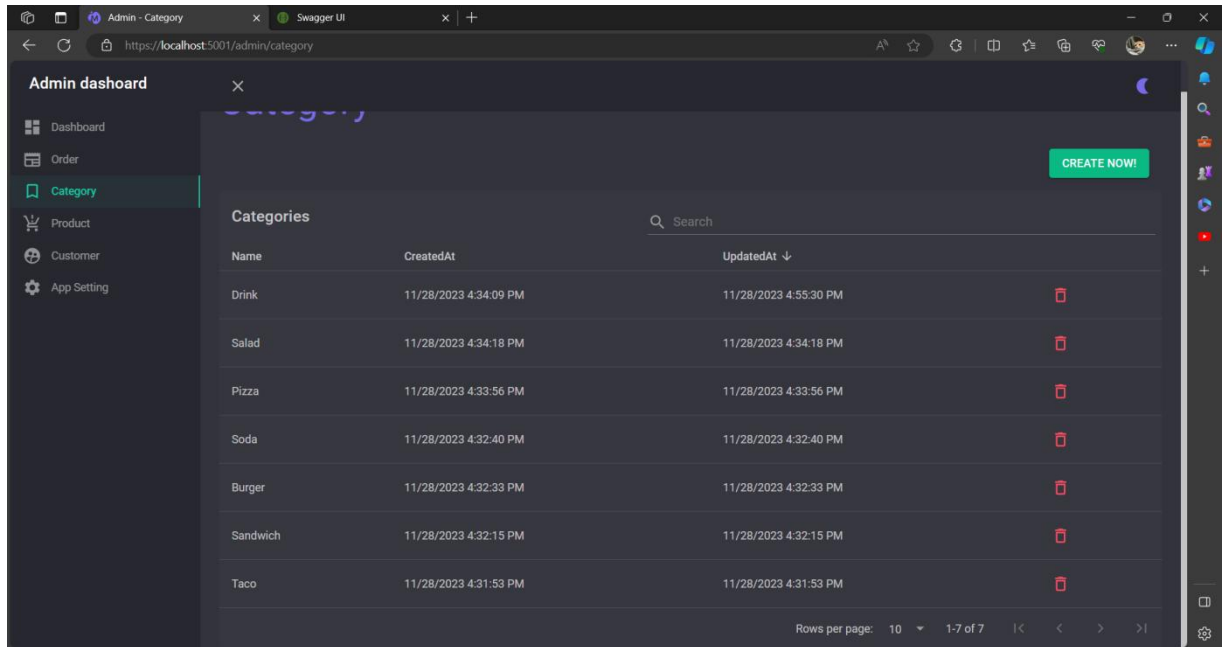 Admin - Category
Swagger UI
https://localhost:5001/admin/category
Admin dashoard
Category
Dashboard
Order
Category
Product
Customer
App Setting
CREATE NOW!
Categories
Search
Name CreatedAt UpdatedAt
Drink 11/28/2023 4:34:09 PM 11/28/2023 4:55:30 PM
Salad 11/28/2023 4:34:18 PM 11/28/2023 4:34:18 PM
Pizza 11/28/2023 4:33:56 PM 11/28/2023 4:33:56 PM
Soda 11/28/2023 4:32:40 PM 11/28/2023 4:32:40 PM
Burger 11/28/2023 4:32:33 PM 11/28/2023 4:32:33 PM
Sandwich 11/28/2023 4:32:15 PM 11/28/2023 4:32:15 PM
Taco 11/28/2023 4:31:53 PM 11/28/2023 4:31:53 PM
Rows per page: 10 1-7 of 7